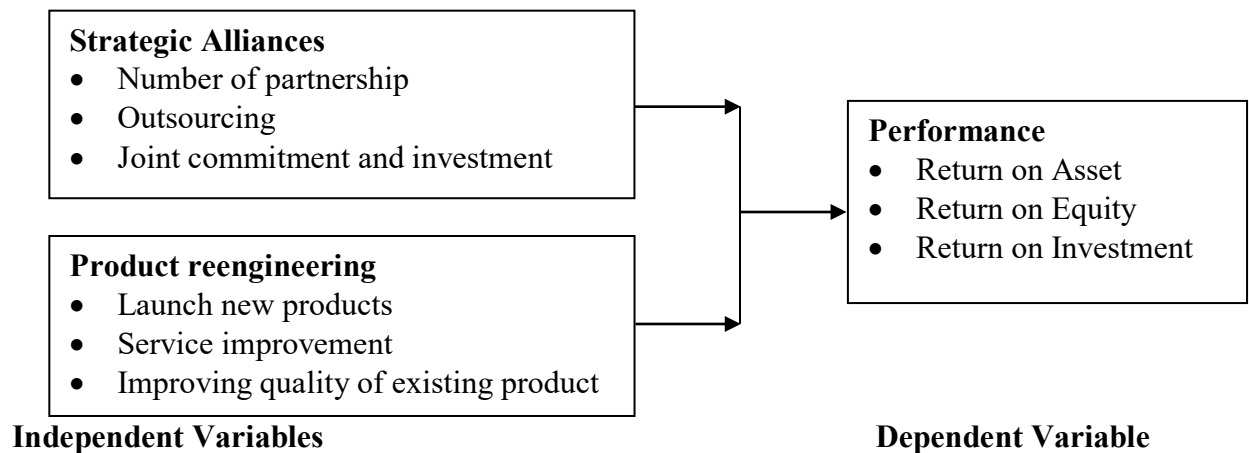 Strategic Alliances
• Number of partnership
• Outsourcing
• Joint commitment and investment
Performance
• Return on Asset
• Return on Equity
• Return on Investment
Product reengineering
• Launch new products
• Service improvement
• Improving quality of existing product
Independent Variables
Dependent Variable